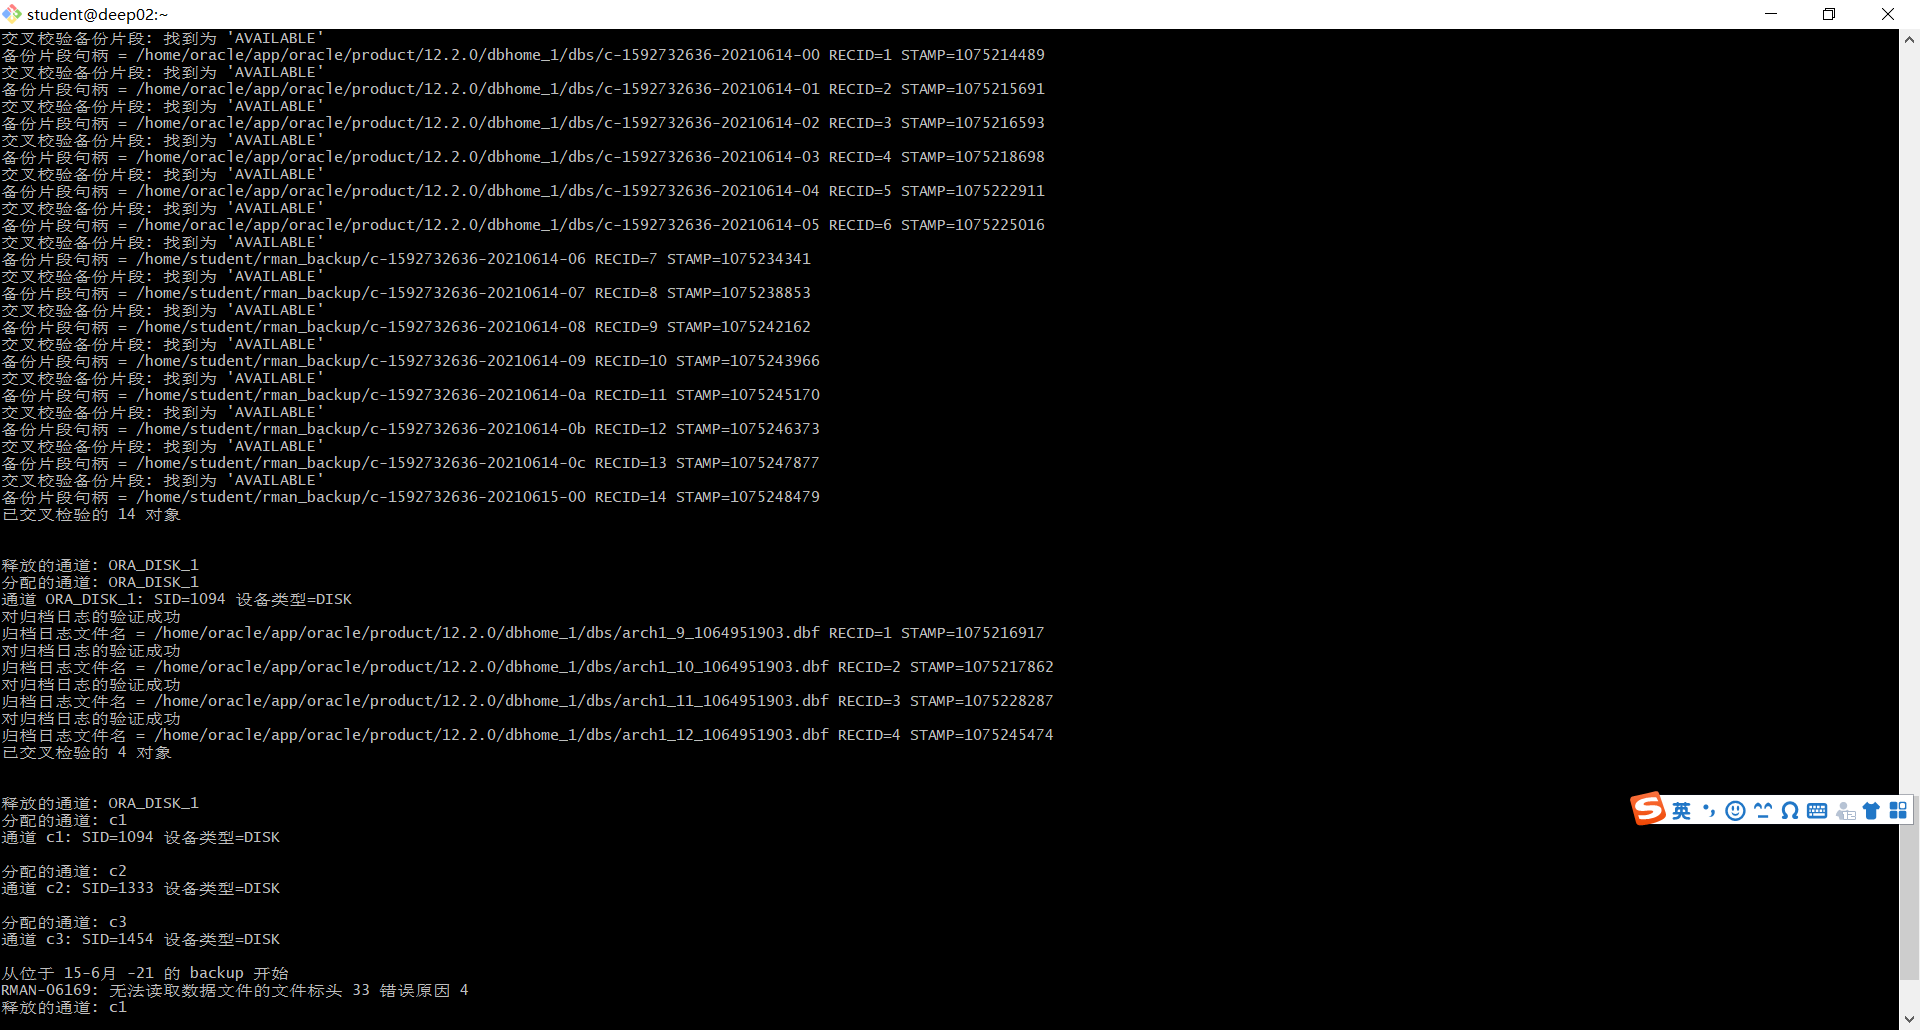 student@deep02:~
交叉校验备份片段: 找到为 'AVAILABLE'
备份片段句柄 = /home/oracle/app/oracle/product/12.2.0/dbhome_1/dbs/c-1592732636-20210614-00 RECID=1 STAMP=1075214489
交叉校验备份片段: 找到为 'AVAILABLE'
备份片段句柄 = /home/oracle/app/oracle/product/12.2.0/dbhome_1/dbs/c-1592732636-20210614-01 RECID=2 STAMP=1075215691
交叉校验备份片段: 找到为 'AVAILABLE'
备份片段句柄 = /home/oracle/app/oracle/product/12.2.0/dbhome_1/dbs/c-1592732636-20210614-02 RECID=3 STAMP=1075216593
交叉校验备份片段: 找到为 'AVAILABLE'
备份片段句柄 = /home/oracle/app/oracle/product/12.2.0/dbhome_1/dbs/c-1592732636-20210614-03 RECID=4 STAMP=1075218698
交叉校验备份片段: 找到为 'AVAILABLE'
备份片段句柄 = /home/oracle/app/oracle/product/12.2.0/dbhome_1/dbs/c-1592732636-20210614-04 RECID=5 STAMP=1075222911
交叉校验备份片段: 找到为 'AVAILABLE'
备份片段句柄 = /home/oracle/app/oracle/product/12.2.0/dbhome_1/dbs/c-1592732636-20210614-05 RECID=6 STAMP=1075225016
交叉校验备份片段: 找到为 'AVAILABLE'
备份片段句柄 = /home/student/rman_backup/c-1592732636-20210614-06 RECID=7 STAMP=1075234341
交叉校验备份片段: 找到为 'AVAILABLE'
备份片段句柄 = /home/student/rman_backup/c-1592732636-20210614-07 RECID=8 STAMP=1075238853
交叉校验备份片段: 找到为 'AVAILABLE'
备份片段句柄 = /home/student/rman_backup/c-1592732636-20210614-08 RECID=9 STAMP=1075242162
交叉校验备份片段: 找到为 'AVAILABLE'
备份片段句柄 = /home/student/rman_backup/c-1592732636-20210614-09 RECID=10 STAMP=1075243966
交叉校验备份片段: 找到为 'AVAILABLE'
备份片段句柄 = /home/student/rman_backup/c-1592732636-20210614-0a RECID=11 STAMP=1075245170
交叉校验备份片段: 找到为 'AVAILABLE'
备份片段句柄 = /home/student/rman_backup/c-1592732636-20210614-0b RECID=12 STAMP=1075246373
交叉校验备份片段: 找到为 'AVAILABLE'
备份片段句柄 = /home/student/rman_backup/c-1592732636-20210614-0c RECID=13 STAMP=1075247877
交叉校验备份片段: 找到为 'AVAILABLE'
备份片段句柄 = /home/student/rman_backup/c-1592732636-20210615-00 RECID=14 STAMP=1075248479
已交叉检验的 14 对象
释放的通道: ORA_DISK_1
分配的通道: ORA_DISK_1
通道 ORA_DISK_1: SID=1094 设备类型=DISK
对归档日志的验证成功
归档日志文件名 = /home/oracle/app/oracle/product/12.2.0/dbhome_1/dbs/arch1_9_1064951903.dbf RECID=1 STAMP=1075216917
对归档日志的验证成功
归档日志文件名 = /home/oracle/app/oracle/product/12.2.0/dbhome_1/dbs/arch1_10_1064951903.dbf RECID=2 STAMP=1075217862
对归档日志的验证成功
归档日志文件名 = /home/oracle/app/oracle/product/12.2.0/dbhome_1/dbs/arch1_11_1064951903.dbf RECID=3 STAMP=1075228287
对归档日志的验证成功
归档日志文件名 = /home/oracle/app/oracle/product/12.2.0/dbhome_1/dbs/arch1_12_1064951903.dbf RECID=4 STAMP=1075245474
已交叉检验的 4 对象
释放的通道: ORA_DISK_1
分配的通道: c1
通道 c1: SID=1094 设备类型=DISK
分配的通道: c2
通道 c2: SID=1333 设备类型=DISK
分配的通道: c3
通道 c3: SID=1454 设备类型=DISK
从位于 15-6月 -21 的 backup 开始
RMAN-06169: 无法读取数据文件的文件标头 33 错误原因 4
释放的通道: c1
英